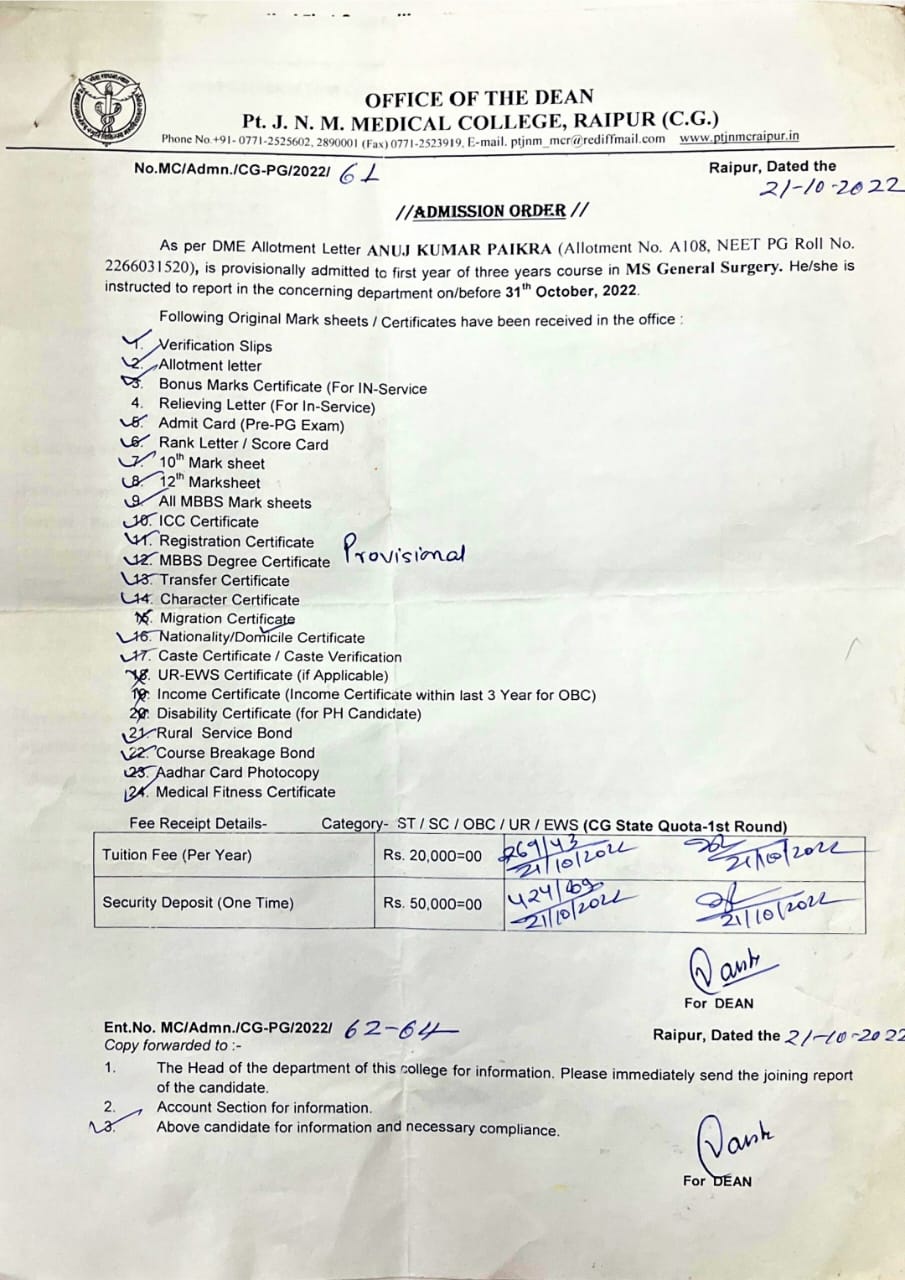 OFFICE OF THE DEAN
Pt. J. N. M. MEDICAL COLLEGE, RAIPUR (C.G.)
Phone No.+91- 0771-2525602, 2890001 (Fax) 0771-2523919, E-mail. ptjnm_mcr@rediffmail.com www.ptjnmcraipur.in
No.MC/Admn./CG-PG/2022/ 61
Raipur, Dated the
21-10-2022
//ADMISSION ORDER //
As per DME Allotment Letter ANUJ KUMAR PAIKRA (Allotment No. A108, NEET PG Roll No.
2266031520), is provisionally admitted to first year of three years course in MS General Surgery. He/she is
instructed to report in the concerning department on/before 31th October, 2022.
Following Original Mark sheets / Certificates have been received in the office :
1. Verification Slips
2. Allotment letter
3. Bonus Marks Certificate (For IN-Service
4. Relieving Letter (For In-Service)
5. Admit Card (Pre-PG Exam)
6. Rank Letter / Score Card
7. 10th Mark sheet
8. 12th Marksheet
9. All MBBS Mark sheets
10. ICC Certificate
11. Registration Certificate
12. MBBS Degree Certificate Provisional
13. Transfer Certificate
14. Character Certificate
15. Migration Certificate
16. Nationality/Domicile Certificate
17. Caste Certificate / Caste Verification
18. UR-EWS Certificate (if Applicable)
19. Income Certificate (Income Certificate within last 3 Year for OBC)
20. Disability Certificate (for PH Candidate)
21. Rural Service Bond
22. Course Breakage Bond
23. Aadhar Card Photocopy
24. Medical Fitness Certificate
Fee Receipt Details- Category- ST / SC / OBC / UR / EWS (CG State Quota-1st Round)
Tuition Fee (Per Year) Rs. 20,000=00 269/43
21/10/2022 21/10/2022
Security Deposit (One Time) Rs. 50,000=00 424/69
21/10/2022 21/10/2022
For DEAN
Ent.No. MC/Admn./CG-PG/2022/ 62-64
Raipur, Dated the 21-10-2022
Copy forwarded to :-
1. The Head of the department of this college for information. Please immediately send the joining report
of the candidate.
2. Account Section for information.
3. Above candidate for information and necessary compliance.
For DEAN